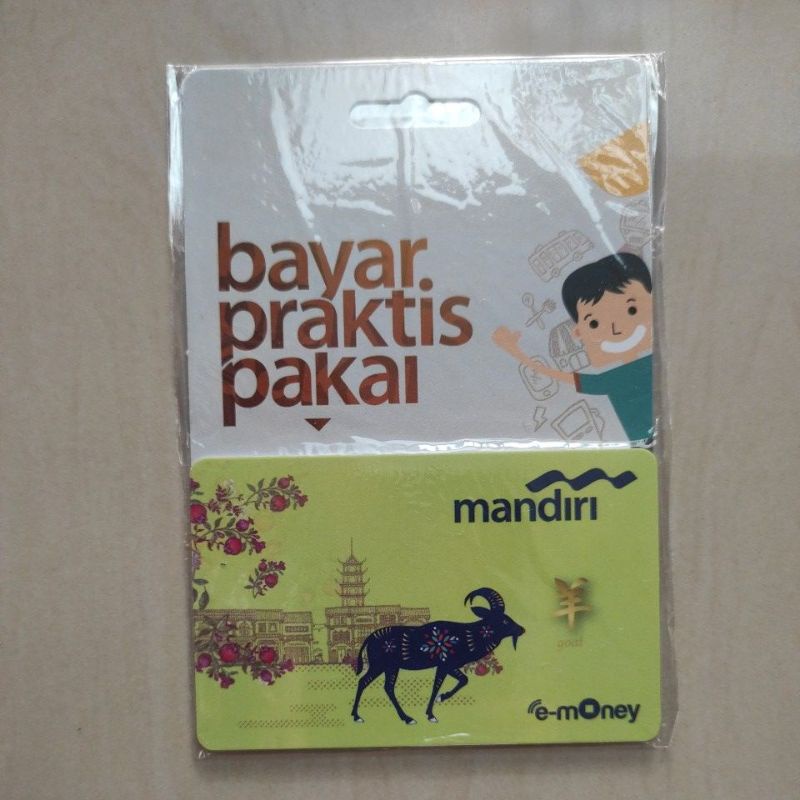 bayar
praktis
pakai
mandiri
羊
goat
e-money